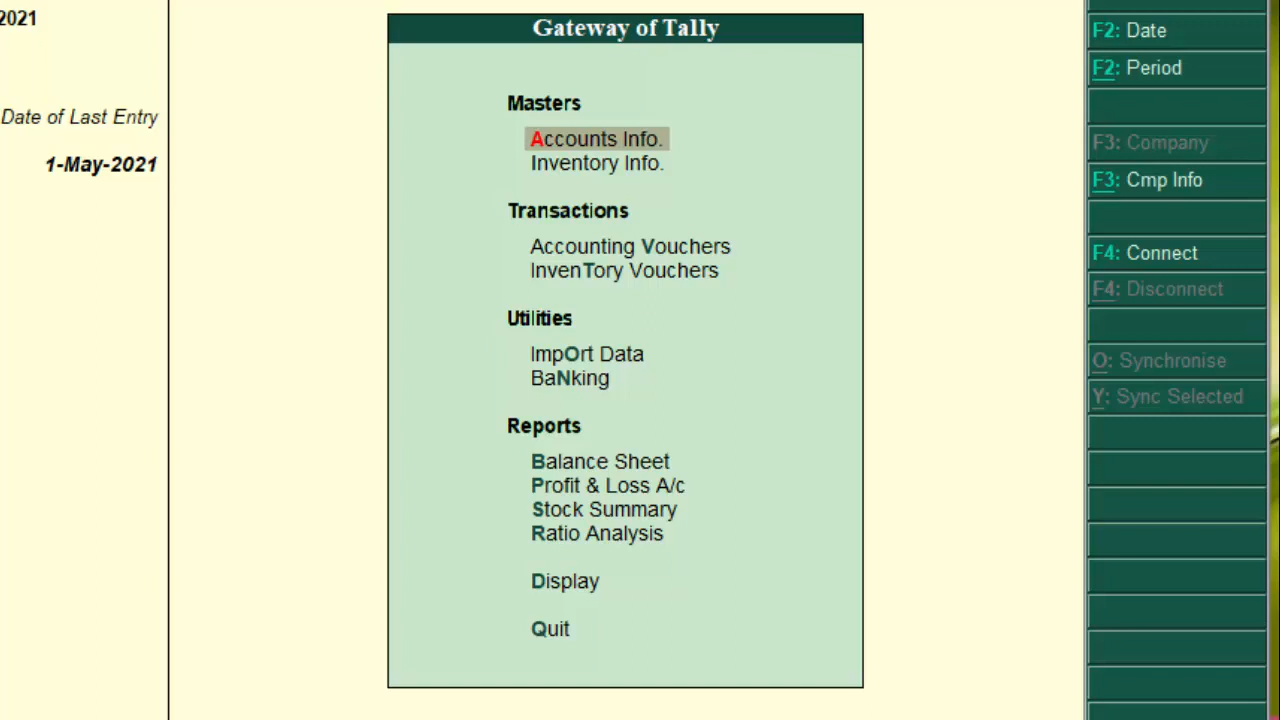 2021
Date of Last Entry
1-May-2021
Gateway of Tally
Masters
Accounts Info.
Inventory Info.
Transactions
Accounting Vouchers
InvenTory Vouchers
Utilities
ImpOrt Data
BaNking
Reports
Balance Sheet
Profit & Loss A/c
Stock Summary
Ratio Analysis
Display
Quit
F2: Date
F2: Period
F3: Company
F3: Cmp Info
F4: Connect
F4: Disconnect
O: Synchronise
Y: Sync Selected